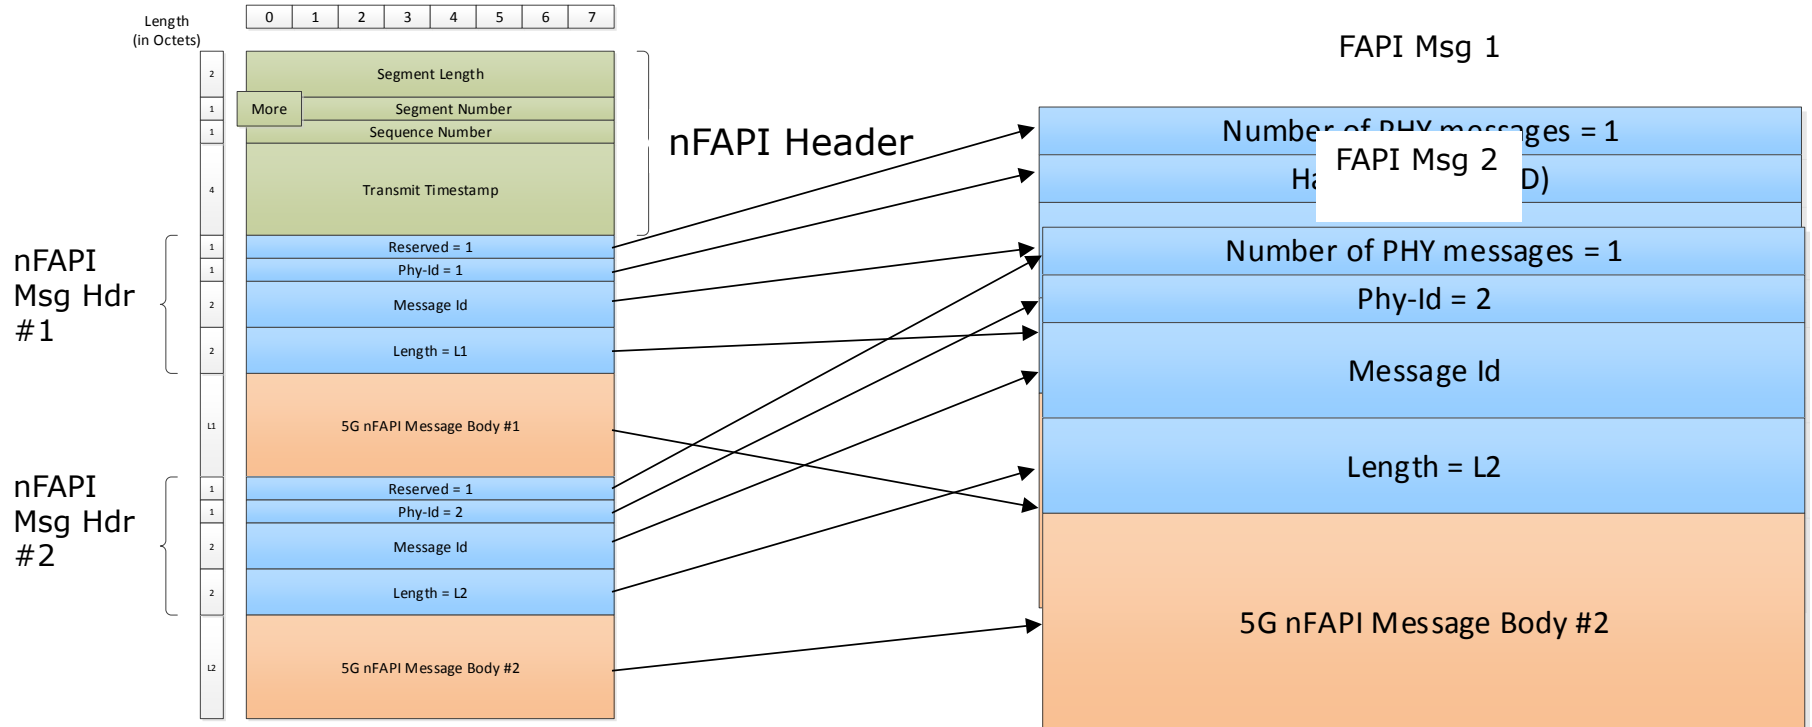 Length
(in Octets)
0 1 2 3 4 5 6 7
2 Segment Length
1 More Segment Number
1 Sequence Number
4 Transmit Timestamp
nFAPI Header
nFAPI
Msg Hdr
#1
1 Reserved = 1
1 Phy-Id = 1
2 Message Id
2 Length = L1
L1 5G nFAPI Message Body #1
nFAPI
Msg Hdr
#2
1 Reserved = 1
1 Phy-Id = 2
2 Message Id
2 Length = L2
L2 5G nFAPI Message Body #2
FAPI Msg 1
Number of PHY messages = 1
FAPI Msg 2
Number of PHY messages = 1
Phy-Id = 2
Message Id
Length = L2
5G nFAPI Message Body #2